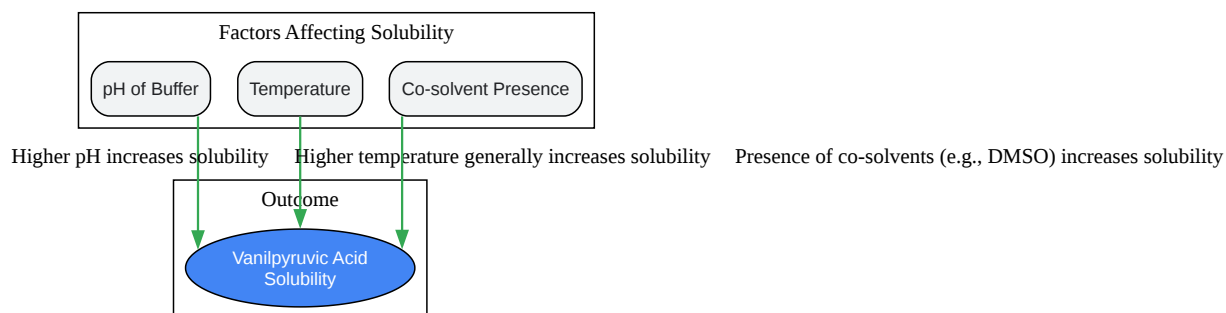 Factors Affecting Solubility
pH of Buffer
Temperature
Co-solvent Presence
Higher pH increases solubility
Higher temperature generally increases solubility
Presence of co-solvents (e.g., DMSO) increases solubility
Outcome
Vanilpyruvic Acid
Solubility